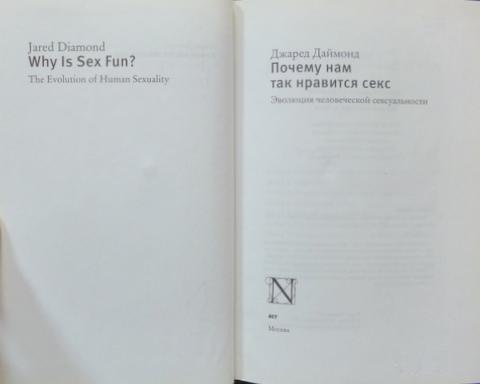 Jared Diamond
Why Is Sex Fun?
The Evolution of Human Sexuality
Джаред Даймонд
Почему нам
так нравится секс
Эволюция человеческой сексуальности
N
АСТ
Москва